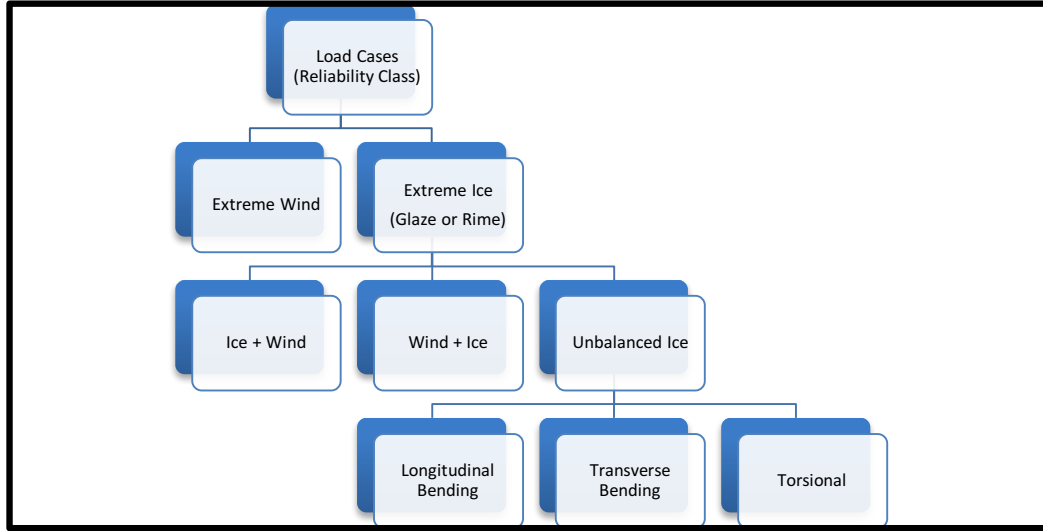 Load Cases
(Reliability Class)
Extreme Wind
Extreme Ice
(Glaze or Rime)
Ice + Wind
Wind + Ice
Unbalanced Ice
Longitudinal
Bending
Transverse
Bending
Torsional